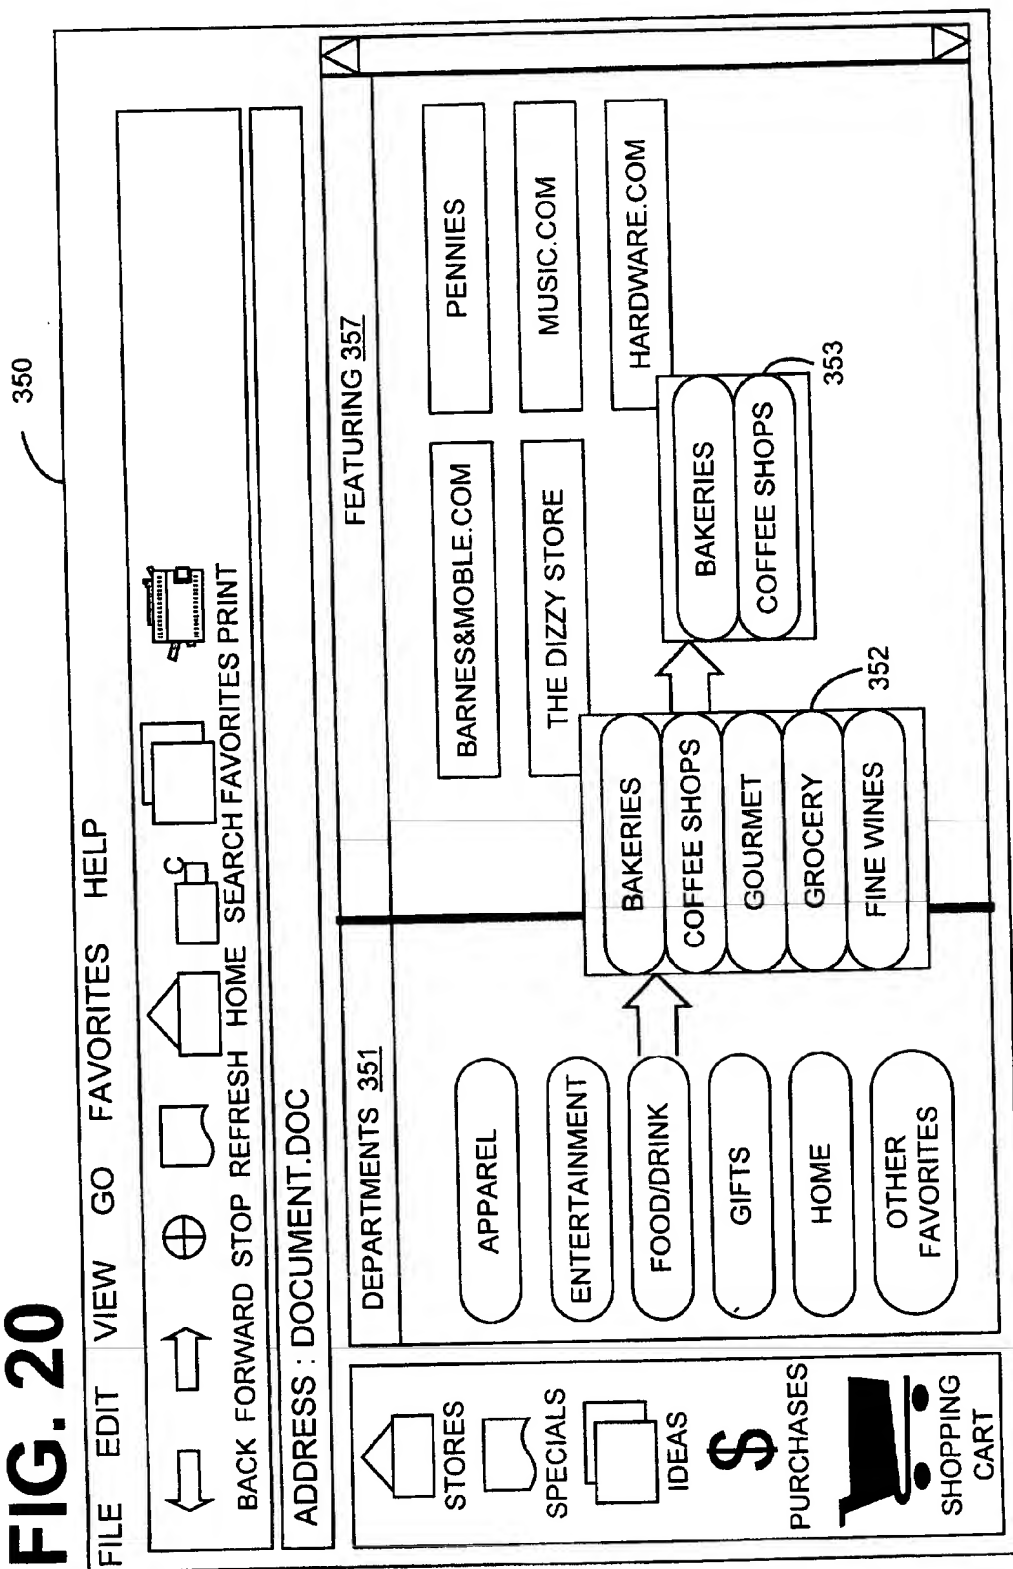 FIG. 20
350
FILE EDIT VIEW GO FAVORITES HELP
C
BACK FORWARD STOP REFRESH HOME SEARCH FAVORITES PRINT
ADDRESS : DOCUMENT.DOC
STORES
SPECIALS
IDEAS
$
PURCHASES
SHOPPING
CART
DEPARTMENTS 351
APPAREL
ENTERTAINMENT
FOOD/DRINK
GIFTS
HOME
OTHER
FAVORITES
BAKERIES
COFFEE SHOPS
GOURMET
GROCERY
FINE WINES
352
FEATURING 357
BARNES&MOBLE.COM
PENNIES
THE DIZZY STORE
MUSIC.COM
HARDWARE.COM
BAKERIES
COFFEE SHOPS
353